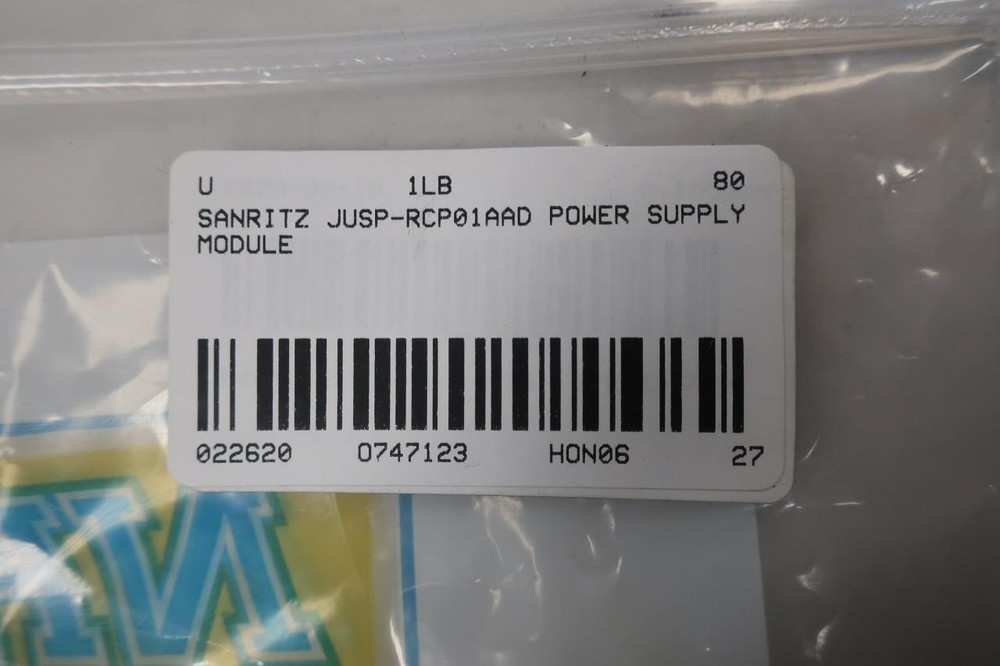 U 1LB 80
SANRITZ JUSP-RCP01AAD POWER SUPPLY
MODULE
022620 0747123 HON06 27